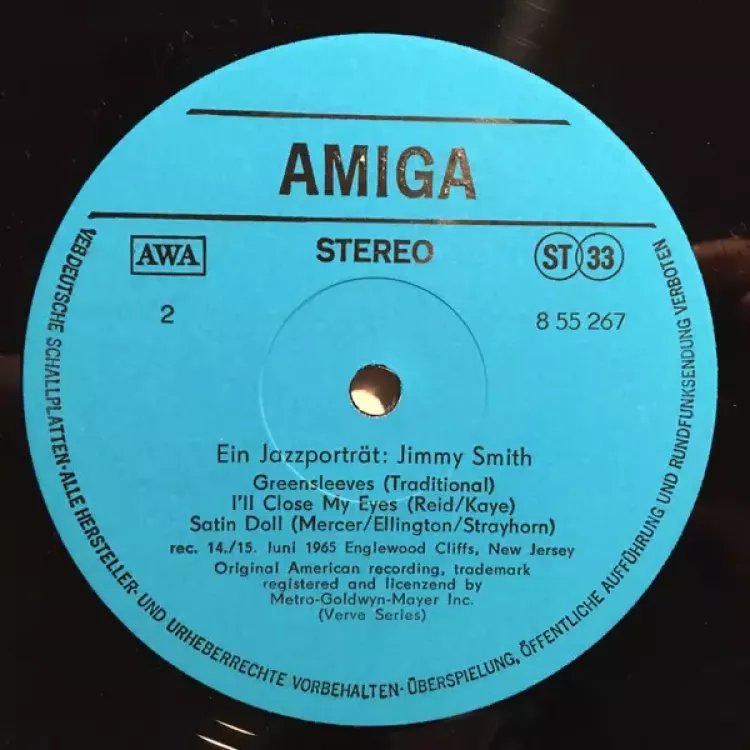 AMIGA
AWA
STEREO
ST 33
2
8 55 267
Ein Jazzporträt: Jimmy Smith
Greensleeves (Traditional)
I'll Close My Eyes (Reid/Kaye)
Satin Doll (Mercer/Ellington/Strayhorn)
rec. 14./15. Juni 1965 Englewood Cliffs, New Jersey
Original American recording, trademark
registered and licenzend by
Metro-Goldwyn-Mayer Inc.
(Verve Series)
VEB DEUTSCHE SCHALLPLATTEN · ALLE HERSTELLER- UND URHEBERRECHTE VORBEHALTEN · ÜBERSPIELUNG, ÖFFENTLICHE AUFFÜHRUNG UND RUNDFUNKSENDUNG VERBOTEN